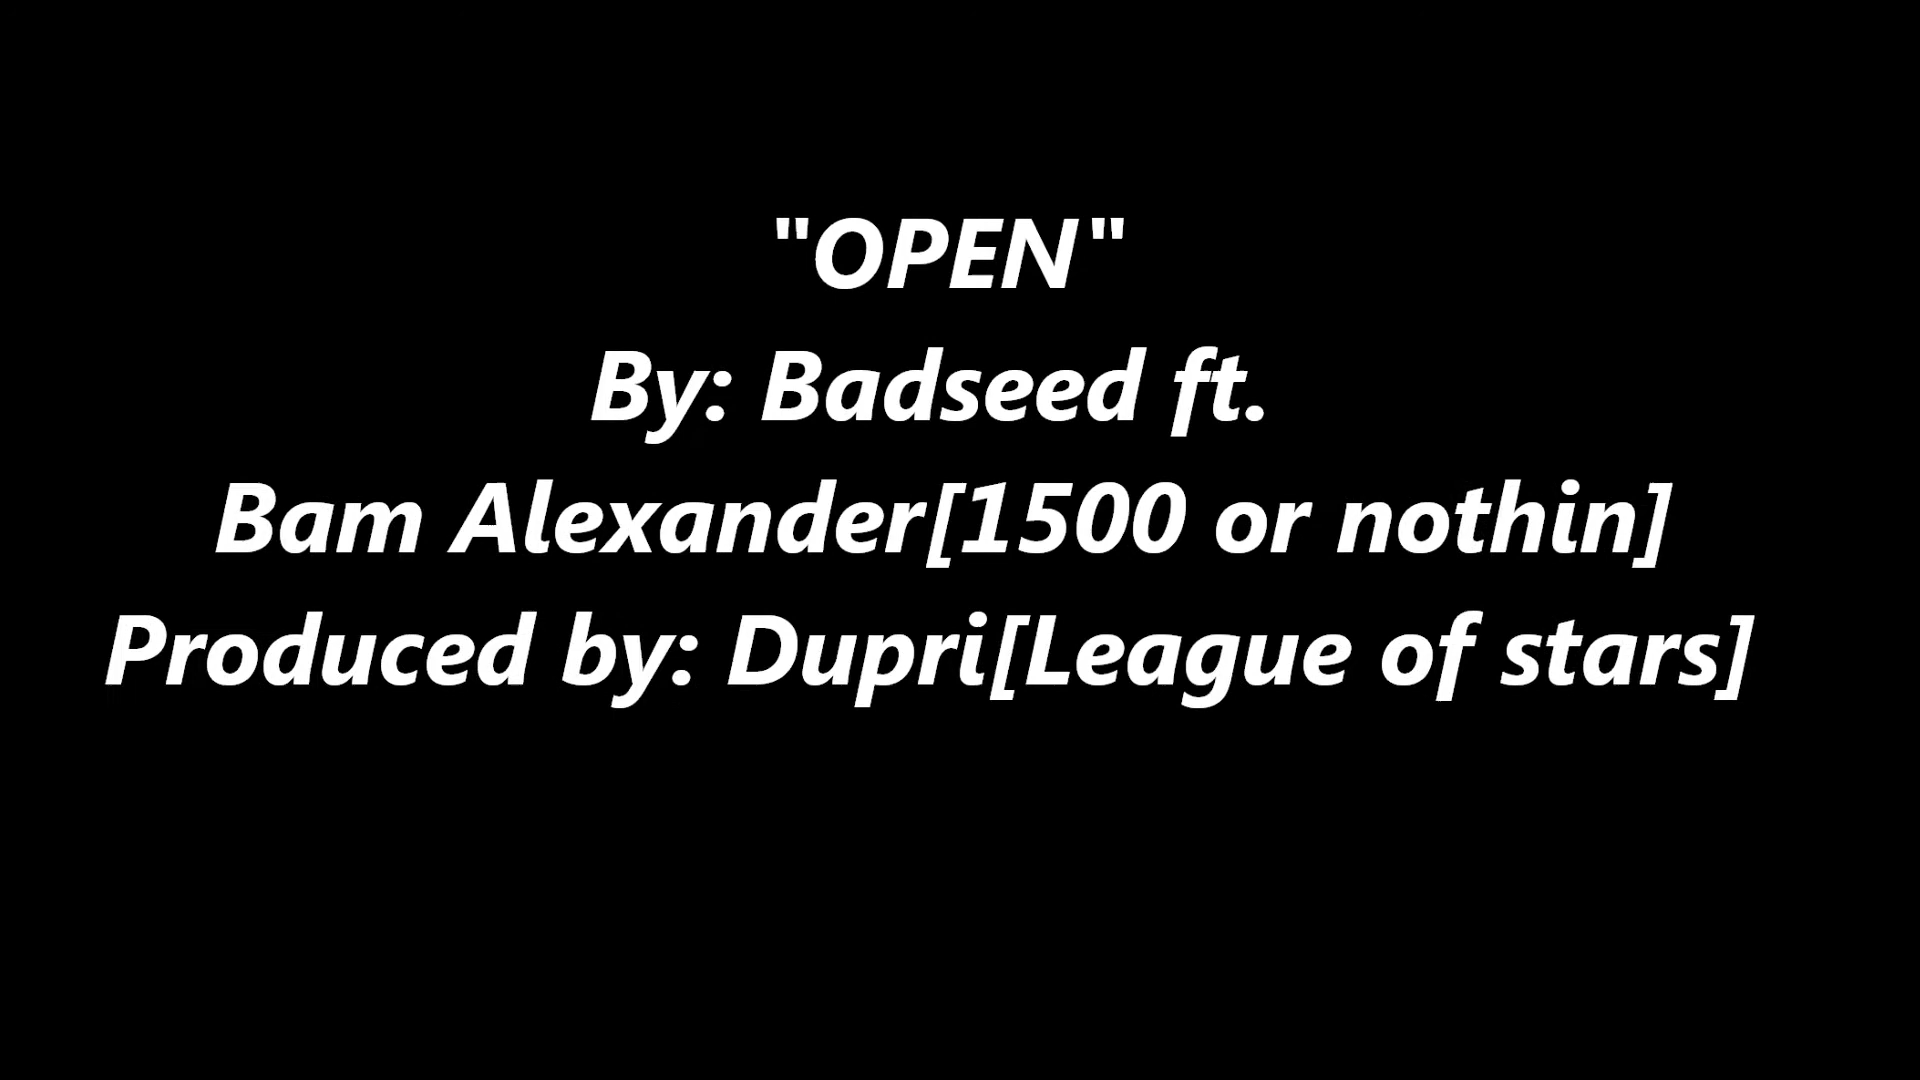 "OPEN"
By: Badseed ft.
Bam Alexander[1500 or nothin]
Produced by: Dupri[League of stars]